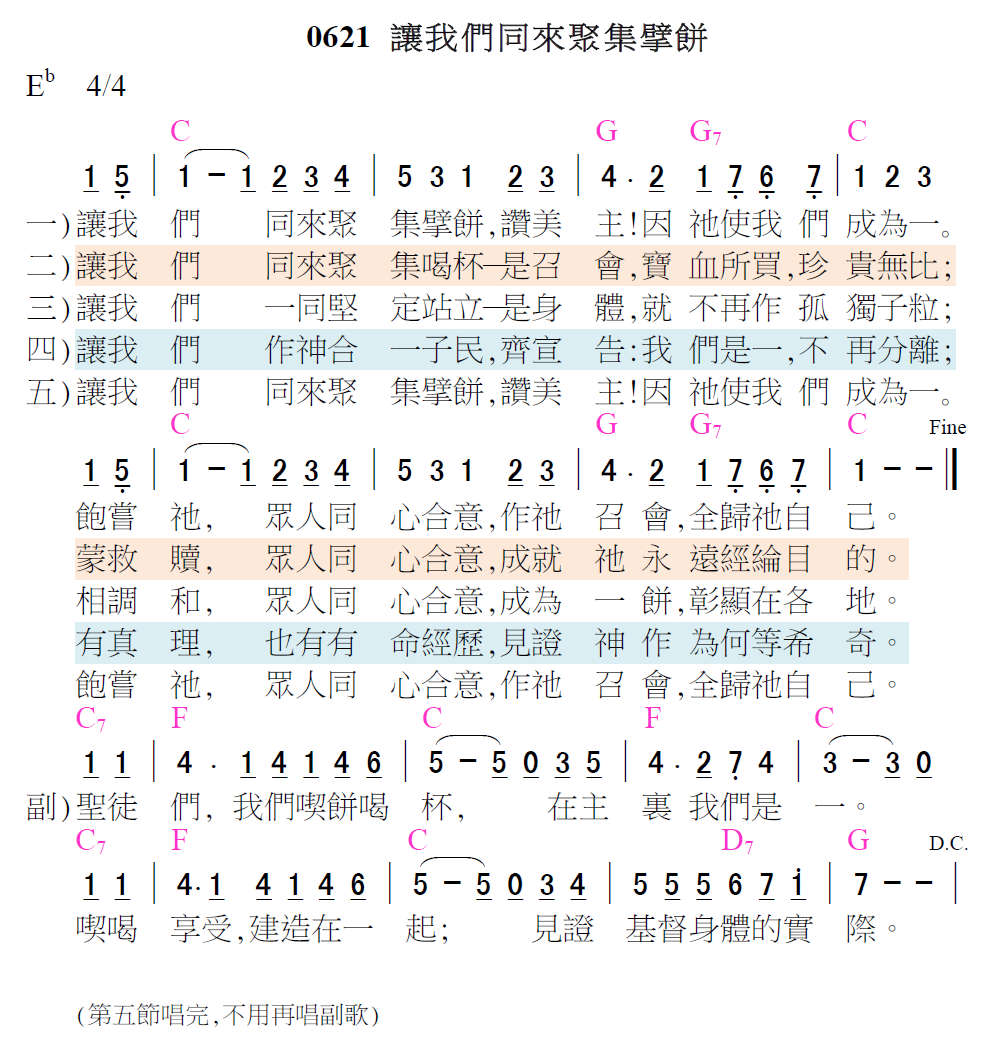 0621 讓我們同來聚集擘餅
E♭ 4/4
C G G7 C
1 5̣ | 1 - 1 2 3 4 | 5 3 1 2 3 | 4 · 2 1 7̣ 6̣ 7̣ | 1 2 3
一)讓我 們 同來聚 集擘餅,讚美 主!因 祂使我 們 成為一。
二)讓我 們 同來聚 集喝杯—是召 會,寶 血所買,珍 貴無比;
三)讓我 們 一同堅 定站立—是身 體,就 不再作 孤 獨子粒;
四)讓我 們 作神合 一子民,齊宣 告:我 們是一,不 再分離;
五)讓我 們 同來聚 集擘餅,讚美 主!因 祂使我 們 成為一。
C G G7 C Fine
1 5̣ | 1 - 1 2 3 4 | 5 3 1 2 3 | 4 · 2 1 7̣ 6̣ 7̣ | 1 - -
飽嘗 祂, 眾人同 心合意,作祂 召 會,全歸祂自 己。
蒙救 贖, 眾人同 心合意,成就 祂 永 遠經綸目 的。
相調 和, 眾人同 心合意,成為 一 餅,彰顯在各 地。
有真 理, 也有有 命經歷,見證 神 作 為何等希 奇。
飽嘗 祂, 眾人同 心合意,作祂 召 會,全歸祂自 己。
C7 F C F C
1 1 | 4 · 1 4 1 4 6 | 5 - 5 0 3 5 | 4 · 2 7̣ 4 | 3 - 3 0
副)聖徒 們, 我們喫餅喝 杯, 在主 裏 我們是 一。
C7 F C D7 G D.C.
1 1 | 4 · 1 4 1 4 6 | 5 - 5 0 3 4 | 5 5 5 6 7 1̇ | 7 - - |
喫喝 享受,建造在一 起; 見證 基督身體的實 際。
(第五節唱完,不用再唱副歌)